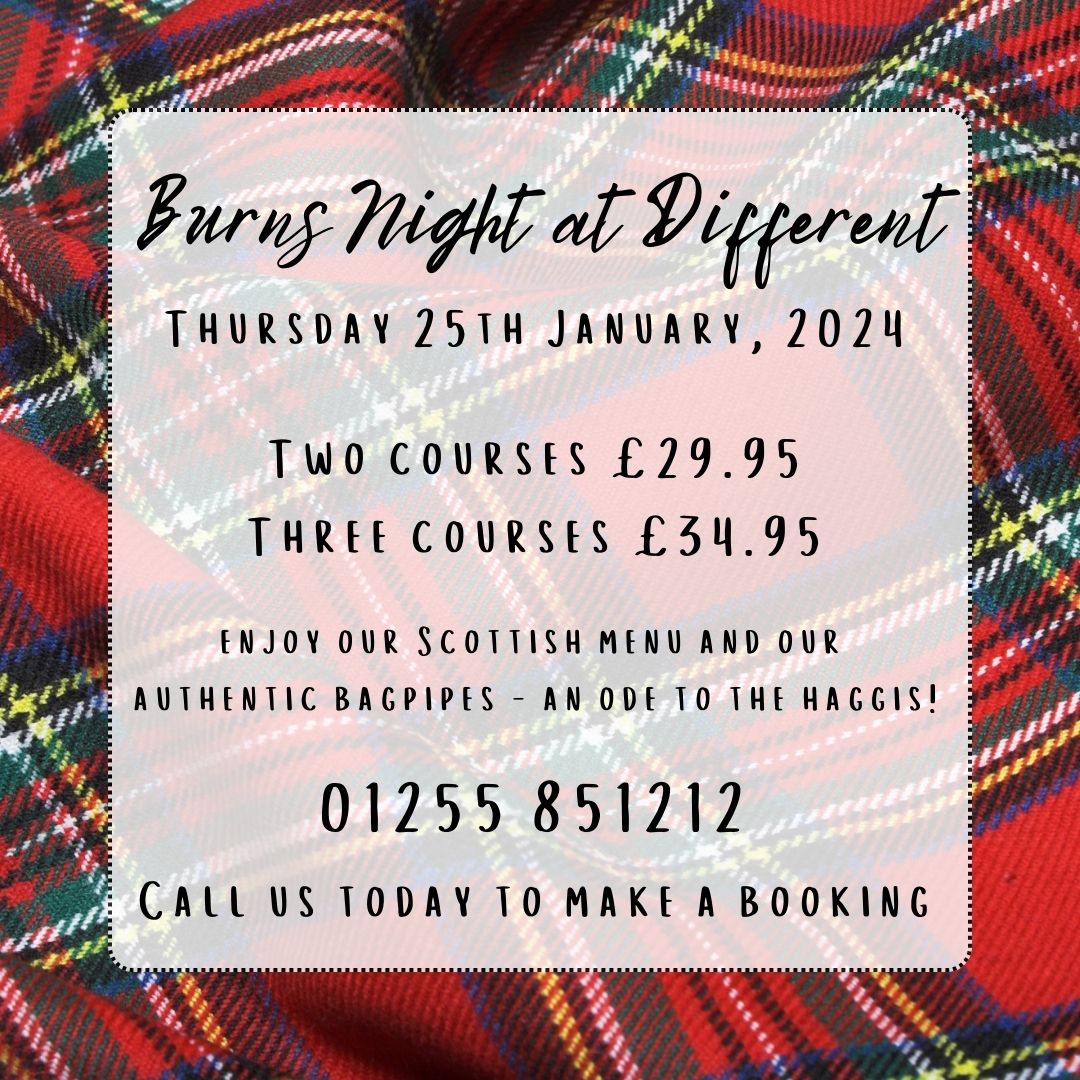 Burns Night at Different
Thursday 25th January, 2024
Two courses £29.95
Three courses £34.95
enjoy our Scottish menu and our
authentic bagpipes - an ode to the haggis!
01255 851212
Call us today to make a booking